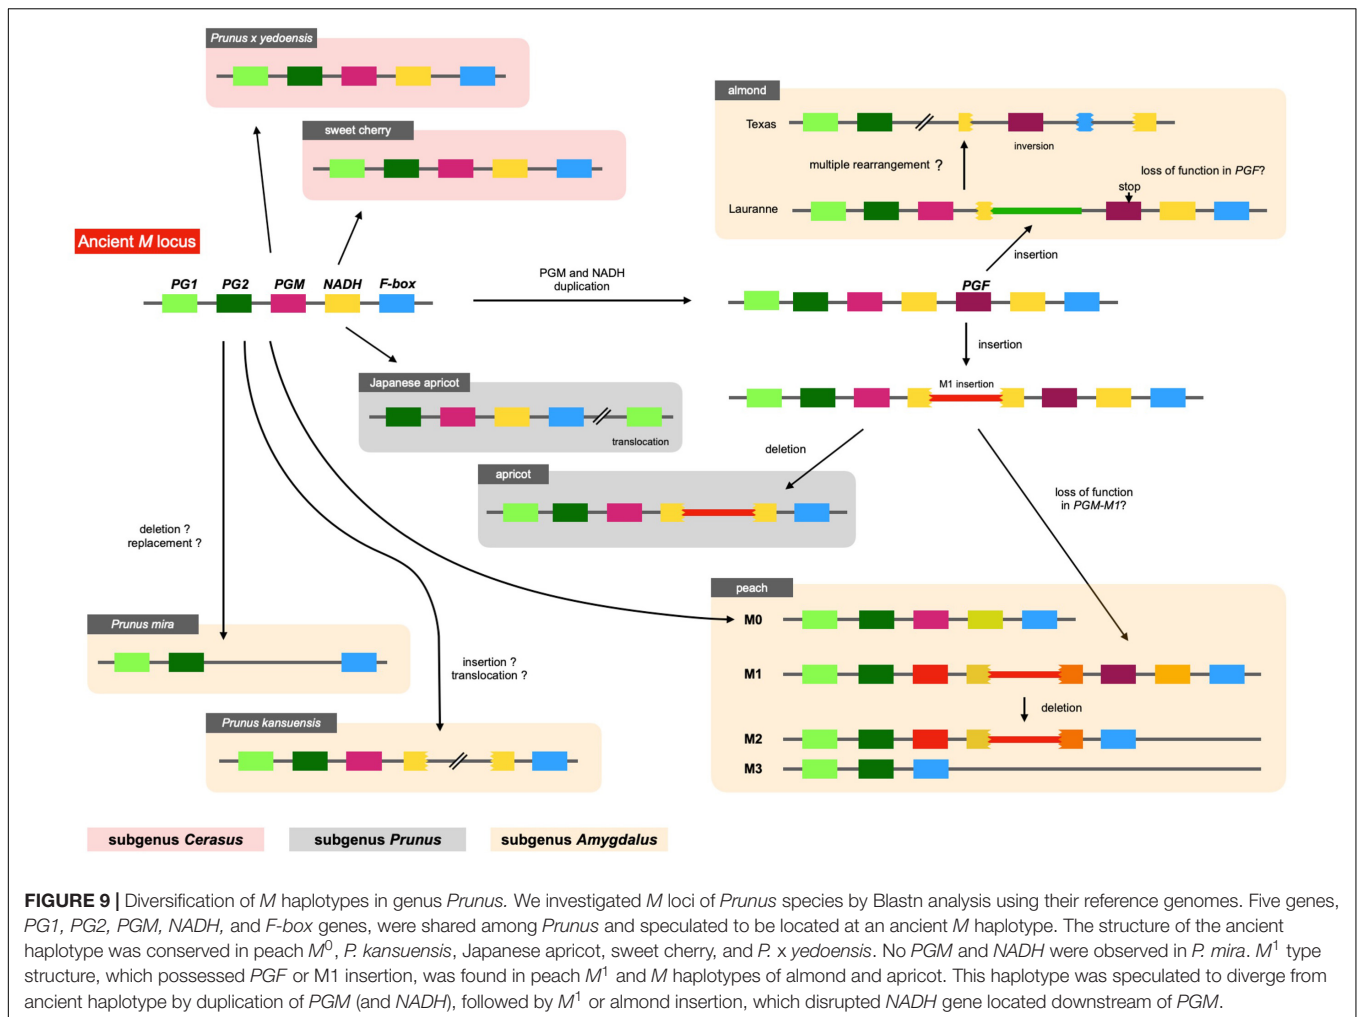 Prunus x yedoensis
sweet cherry
Ancient M locus
PG1 PG2 PGM NADH F-box
PGM and NADH
duplication
almond
Texas
inversion
multiple rearrangement ?
loss of function in PGF?
stop
Lauranne
insertion
PGF
insertion
M1 insertion
Japanese apricot
translocation
deletion
apricot
loss of function
in PGM-M1?
deletion ?
replacement ?
Prunus mira
insertion ?
translocation ?
Prunus kansuensis
peach
M0
M1
deletion
M2
M3
subgenus Cerasus
subgenus Prunus
subgenus Amygdalus
FIGURE 9 | Diversification of M haplotypes in genus Prunus. We investigated M loci of Prunus species by Blastn analysis using their reference genomes. Five genes,
PG1, PG2, PGM, NADH, and F-box genes, were shared among Prunus and speculated to be located at an ancient M haplotype. The structure of the ancient
haplotype was conserved in peach M0, P. kansuensis, Japanese apricot, sweet cherry, and P. x yedoensis. No PGM and NADH were observed in P. mira. M1 type
structure, which possessed PGF or M1 insertion, was found in peach M1 and M haplotypes of almond and apricot. This haplotype was speculated to diverge from
ancient haplotype by duplication of PGM (and NADH), followed by M1 or almond insertion, which disrupted NADH gene located downstream of PGM.